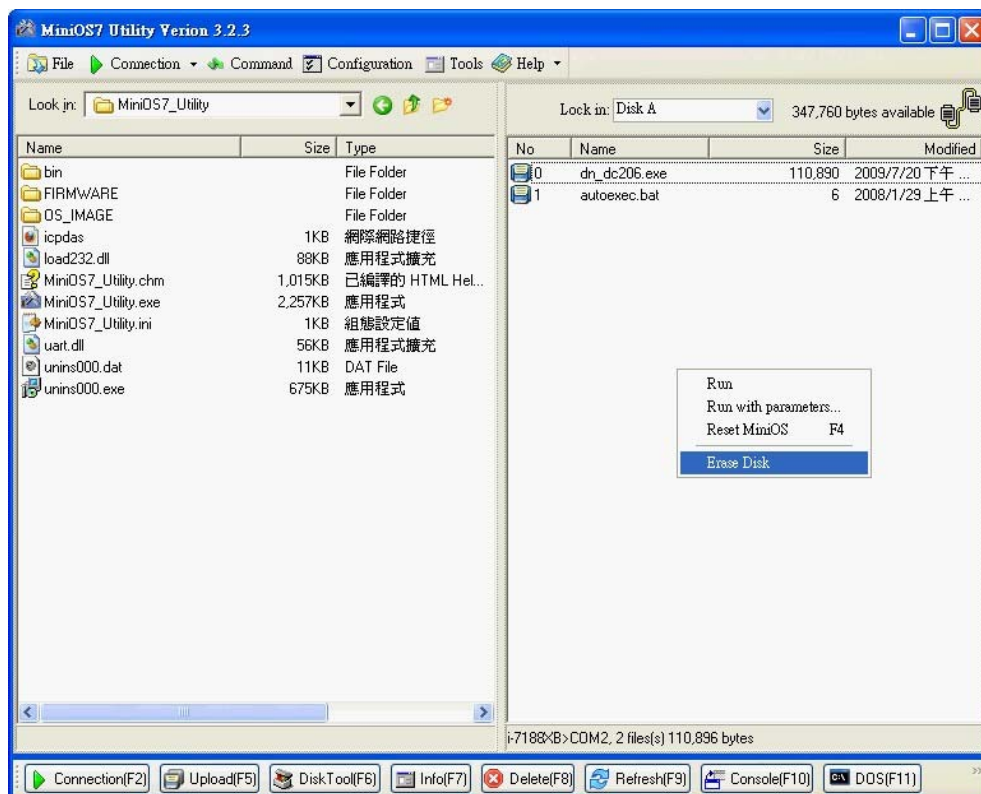 MiniOS7 Utility Verion 3.2.3
File Connection Command Configuration Tools Help
Look in: MiniOS7_Utility
Lock in: Disk A 347,760 bytes available
Name Size Type
bin File Folder
FIRMWARE File Folder
OS_IMAGE File Folder
icpdas 1KB 網際網路捷徑
load232.dll 88KB 應用程式擴充
MiniOS7_Utility.chm 1,015KB 已編譯的 HTML Hel...
MiniOS7_Utility.exe 2,257KB 應用程式
MiniOS7_Utility.ini 1KB 組態設定值
uart.dll 56KB 應用程式擴充
unins000.dat 11KB DAT File
unins000.exe 675KB 應用程式
No Name Size Modified
0 dn_dc206.exe 110,890 2009/7/20 下午 ...
1 autoexec.bat 6 2008/1/29 上午 ...
Run
Run with parameters...
Reset MiniOS F4
Erase Disk
i-7188XB>COM2, 2 files(s) 110,896 bytes
Connection(F2) Upload(F5) DiskTool(F6) Info(F7) Delete(F8) Refresh(F9) Console(F10) DOS(F11)